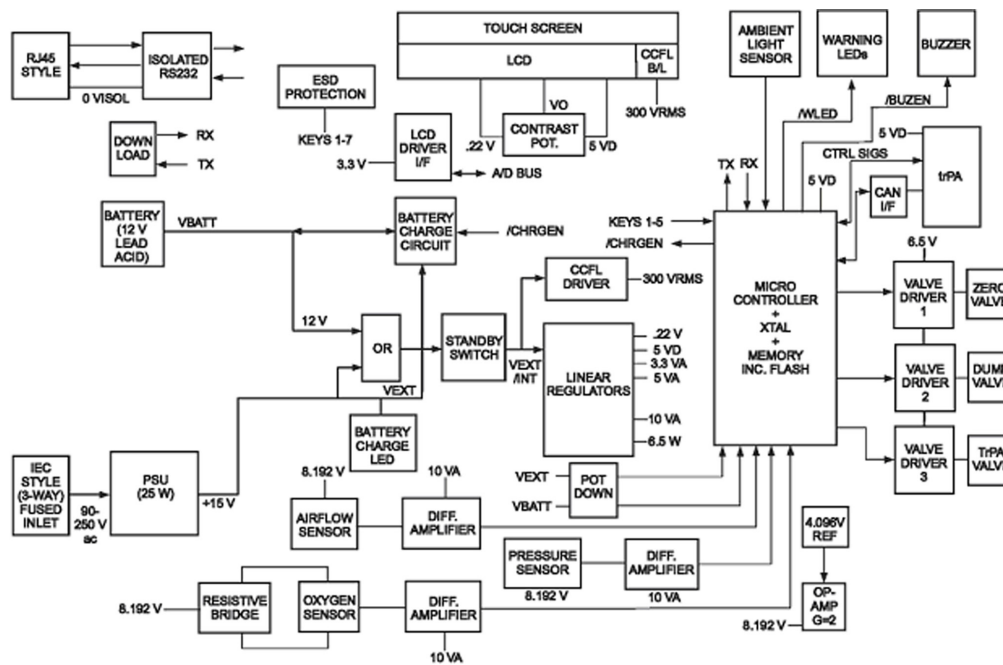 TOUCH SCREEN
LCD
CCFL
B/L
AMBIENT
LIGHT
SENSOR
WARNING
LEDs
BUZZER
RJ45
STYLE
ISOLATED
RS232
0 VISOL
ESD
PROTECTION
KEYS 1-7
VO
300 VRMS
/WLED
/BUZEN
DOWN
LOAD
RX
TX
LCD
DRIVER
I/F
3.3 V
A/D BUS
.22 V
CONTRAST
POT.
5 VD
TX
RX
5 VD
CTRL SIGS
5 VD
CAN
I/F
trPA
BATTERY
(12 V
LEAD
ACID)
VBATT
BATTERY
CHARGE
CIRCUIT
/CHRGEN
KEYS 1-5
/CHRGEN
6.5 V
CCFL
DRIVER
300 VRMS
MICRO
CONTROLLER
+
XTAL
+
MEMORY
INC. FLASH
VALVE
DRIVER
1
ZERO
VALVE
12 V
OR
STANDBY
SWITCH
VEXT
/INT
LINEAR
REGULATORS
.22 V
5 VD
3.3 VA
5 VA
10 VA
6.5 W
VALVE
DRIVER
2
DUMP
VALVE
VEXT
BATTERY
CHARGE
LED
VALVE
DRIVER
3
TrPA
VALVE
IEC
STYLE
(3-WAY)
FUSED
INLET
90-
250 V
ac
PSU
(25 W)
+15 V
8.192 V
10 VA
VEXT
VBATT
POT
DOWN
AIRFLOW
SENSOR
DIFF.
AMPLIFIER
PRESSURE
SENSOR
8.192 V
DIFF.
AMPLIFIER
10 VA
4.096V
REF
OP-
AMP
G=2
8.192 V
8.192 V
RESISTIVE
BRIDGE
OXYGEN
SENSOR
DIFF.
AMPLIFIER
10 VA